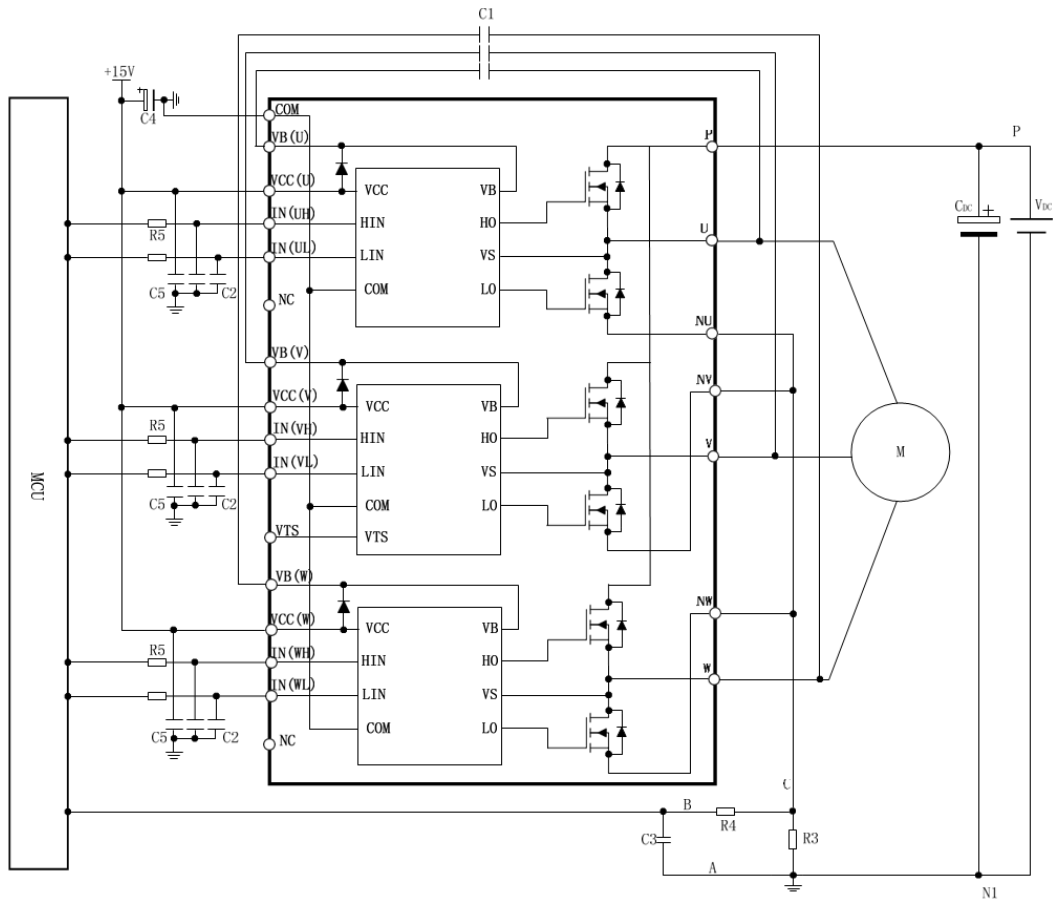 C1
+15V
+
C4
COM
VB(U)
VCC(U)
IN(UH)
IN(UL)
NC
R5
C5
C2
VCC
HIN
LIN
COM
VB
HO
VS
LO
P
U
NU
P
CDC
+
VDC
VB(V)
VCC(V)
IN(VH)
IN(VL)
VTS
R5
C5
C2
VCC
HIN
LIN
COM
VTS
VB
HO
VS
LO
NV
V
M
MCU
VB(W)
VCC(W)
IN(WH)
IN(WL)
NC
R5
C5
C2
VCC
HIN
LIN
COM
VB
HO
VS
LO
NW
W
C
B
R4
C3
R3
A
N1